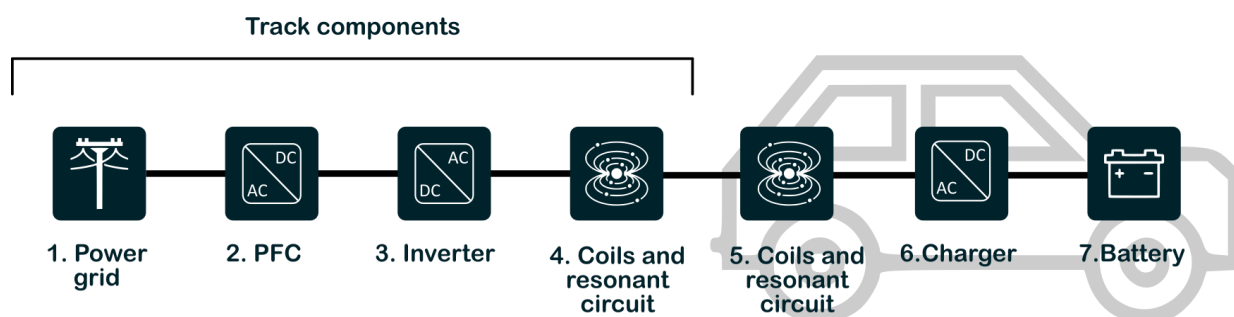 Track components
DC
AC
AC
DC
DC
AC
+ -
1. Power
grid
2. PFC
3. Inverter
4. Coils and
resonant
circuit
5. Coils and
resonant
circuit
6.Charger
7.Battery